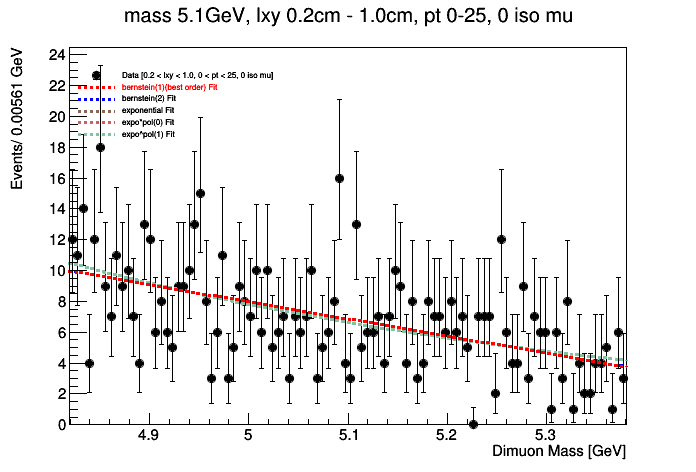 mass 5.1GeV, lxy 0.2cm - 1.0cm, pt 0-25, 0 iso mu
Events/ 0.00561 GeV
24
22
20
18
16
14
12
10
8
6
4
2
0
Data [0.2 < lxy < 1.0, 0 < pt < 25, 0 iso mu]
bernstein(1)(best order) Fit
bernstein(2) Fit
exponential Fit
expo*pol(0) Fit
expo*pol(1) Fit
4.9 5 5.1 5.2 5.3
Dimuon Mass [GeV]